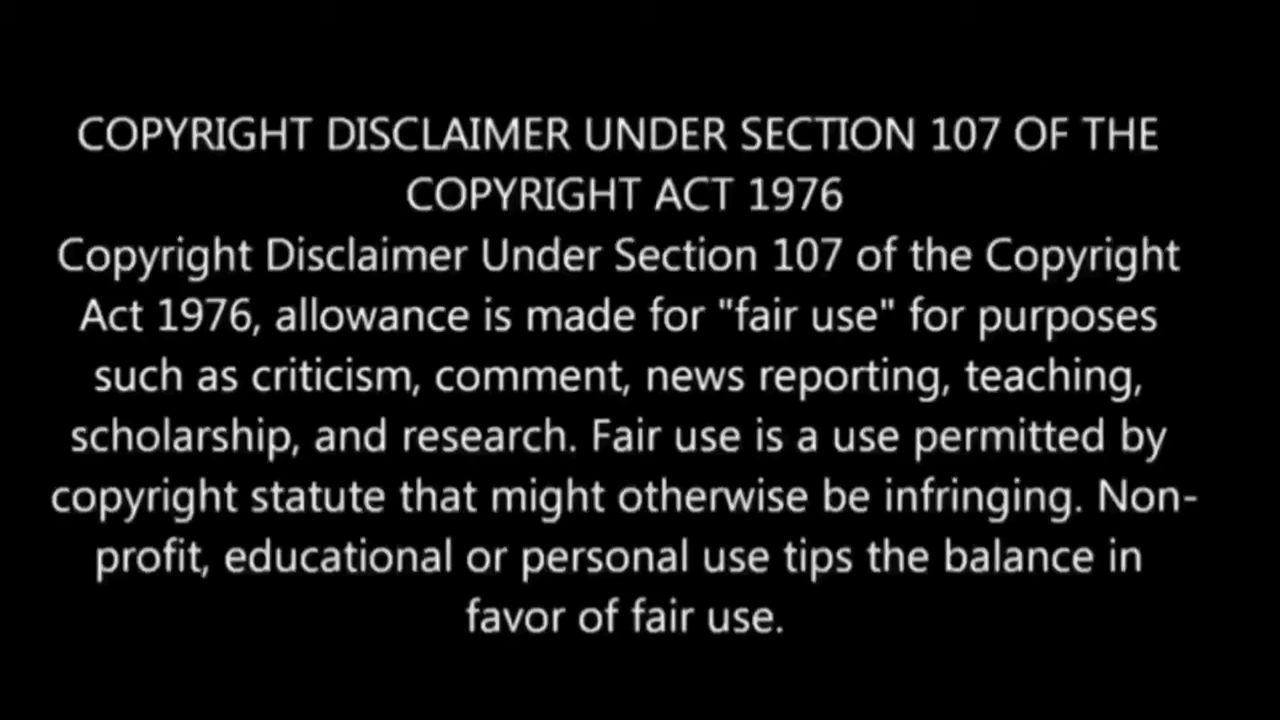 COPYRIGHT DISCLAIMER UNDER SECTION 107 OF THE
COPYRIGHT ACT 1976
Copyright Disclaimer Under Section 107 of the Copyright
Act 1976, allowance is made for "fair use" for purposes
such as criticism, comment, news reporting, teaching,
scholarship, and research. Fair use is a use permitted by
copyright statute that might otherwise be infringing. Non-
profit, educational or personal use tips the balance in
favor of fair use.